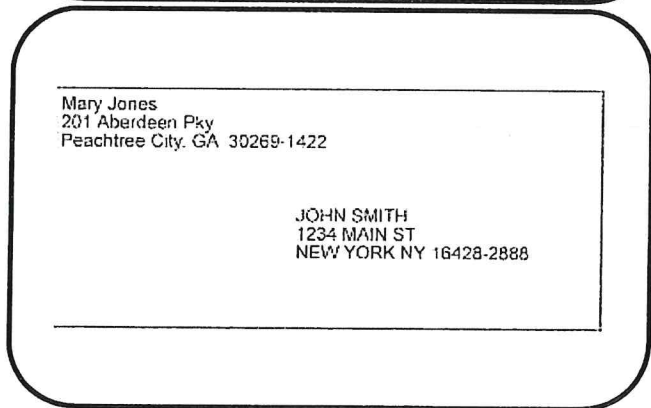 Mary Jones
201 Aberdeen Pky
Peachtree City. GA 30269-1422
JOHN SMITH
1234 MAIN ST
NEW YORK NY 16428-2888